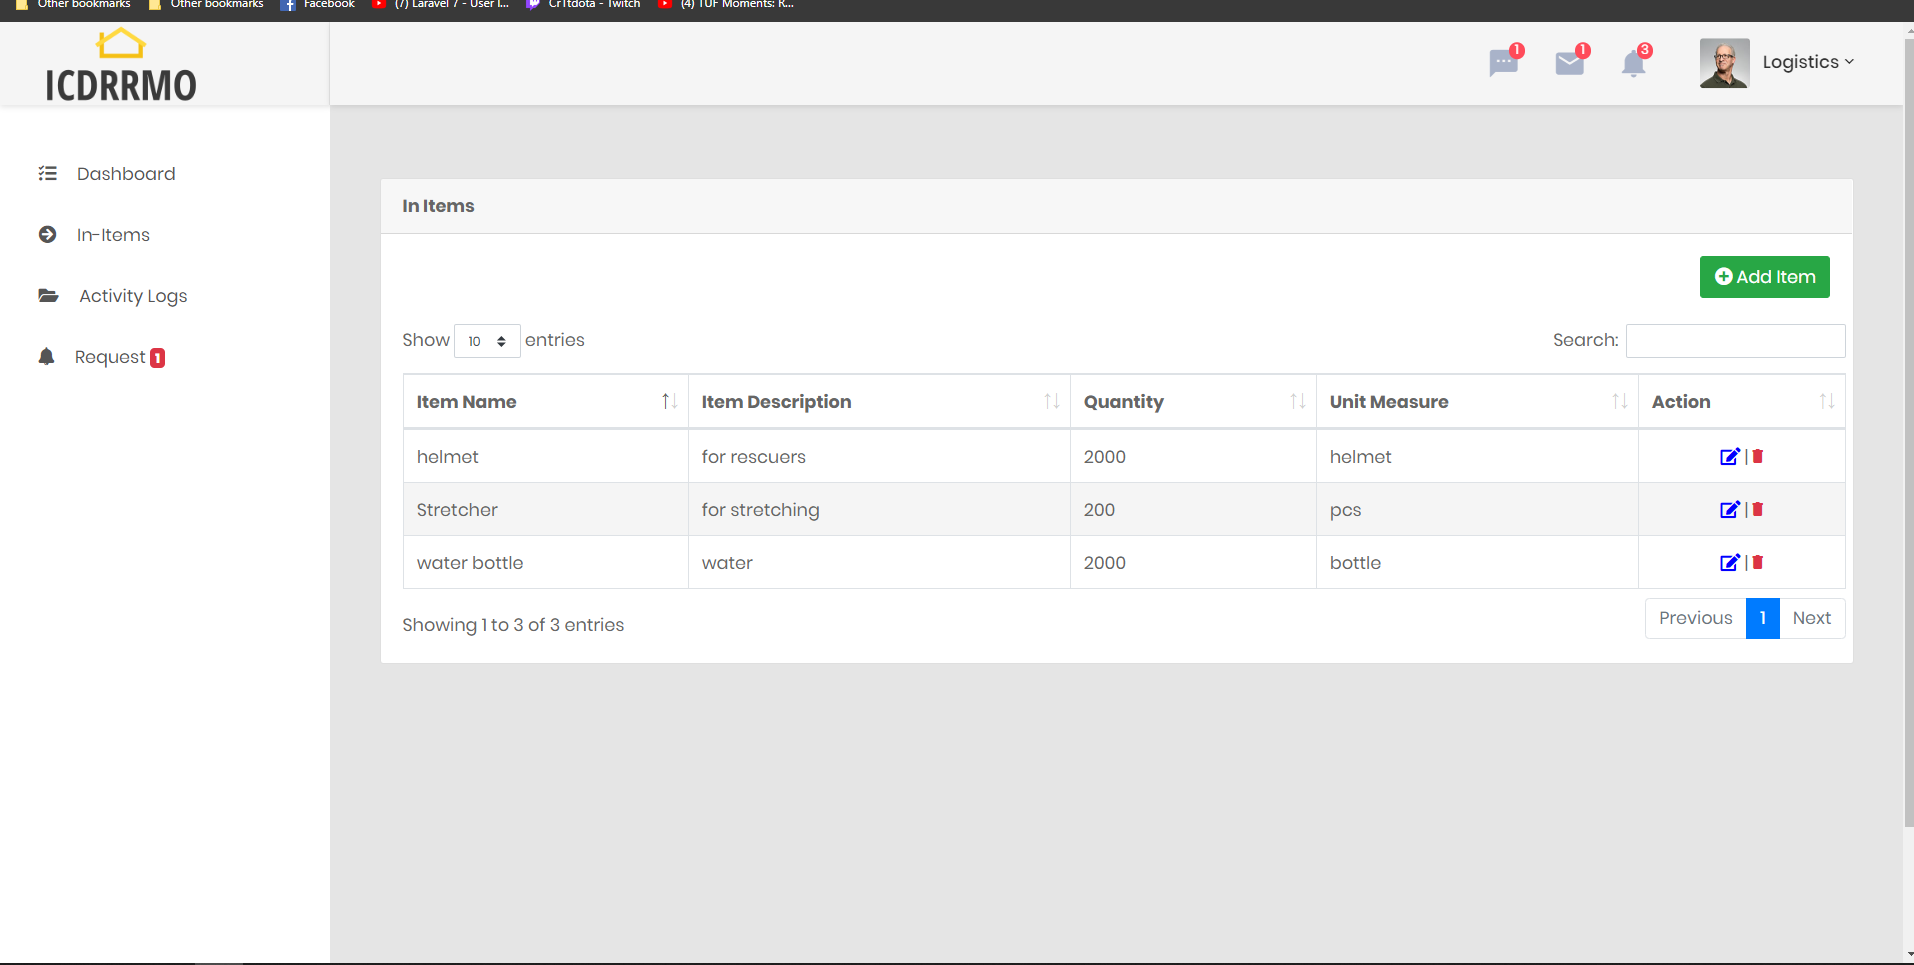 Other bookmarks Other bookmarks Facebook (7) Laravel 7 - User I... Cr1tdota - Twitch (4) TUF Moments: R...
ICDRRMO
1 1 3 Logistics
Dashboard
In-Items
Activity Logs
Request 1
In Items
Add Item
Show 10 entries Search:
Item Name Item Description Quantity Unit Measure Action
helmet for rescuers 2000 helmet |
Stretcher for stretching 200 pcs |
water bottle water 2000 bottle |
Showing 1 to 3 of 3 entries Previous 1 Next